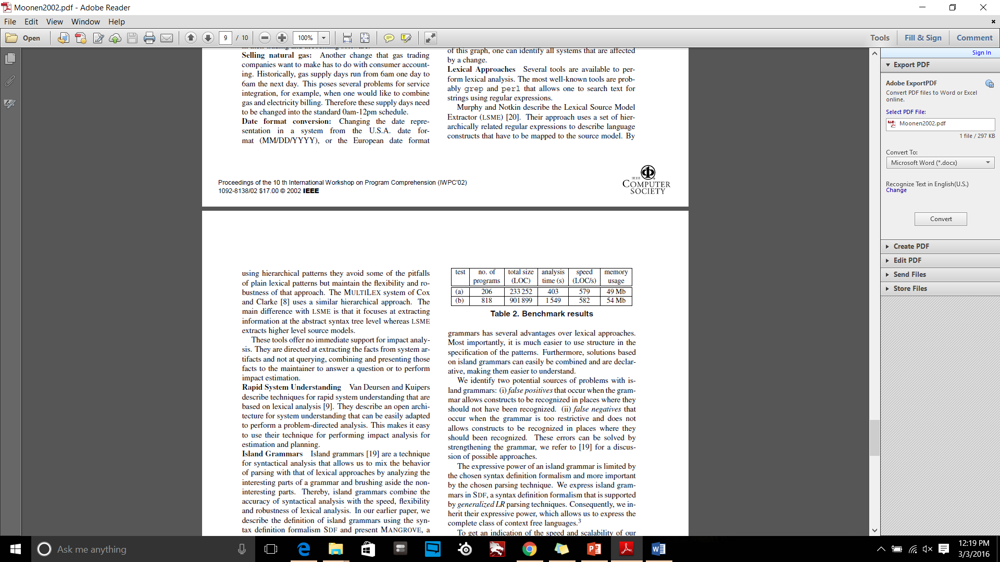 Moonen2002.pdf - Adobe Reader
File Edit View Window Help
Open 9 / 10 100% Tools Fill & Sign Comment
Selling natural gas: Another change that gas trading
companies want to make has to do with consumer account-
ing. Historically, gas supply days run from 6am one day to
6am the next day. This poses several problems for service
integration, for example, when one would like to combine
gas and electricity billing. Therefore these supply days need
to be changed into the standard 0am-12pm schedule.
Date format conversion: Changing the date repre-
sentation in a system from the U.S.A. date for-
mat (MM/DD/YYYY), or the European date format
of this graph, one can identify all systems that are affected
by a change.
Lexical Approaches Several tools are available to per-
form lexical analysis. The most well-known tools are prob-
ably grep and perl that allows one to search text for
strings using regular expressions.
Murphy and Notkin describe the Lexical Source Model
Extractor (LSME) [20]. Their approach uses a set of hier-
archically related regular expressions to describe language
constructs that have to be mapped to the source model. By
Proceedings of the 10 th International Workshop on Program Comprehension (IWPC'02)
1092-8138/02 $17.00 © 2002 IEEE
IEEE
COMPUTER
SOCIETY
using hierarchical patterns they avoid some of the pitfalls
of plain lexical patterns but maintain the flexibility and ro-
bustness of that approach. The MULTILEX system of Cox
and Clarke [8] uses a similar hierarchical approach. The
main difference with LSME is that it focuses at extracting
information at the abstract syntax tree level whereas LSME
extracts higher level source models.
These tools offer no immediate support for impact analy-
sis. They are directed at extracting the facts from system ar-
tifacts and not at querying, combining and presenting those
facts to the maintainer to answer a question or to perform
impact estimation.
Rapid System Understanding Van Deursen and Kuipers
describe techniques for rapid system understanding that are
based on lexical analysis [9]. They describe an open archi-
tecture for system understanding that can be easily adapted
to perform a problem-directed analysis. This makes it easy
to use their technique for performing impact analysis for
estimation and planning.
Island Grammars Island grammars [19] are a technique
for syntactical analysis that allows us to mix the behavior
of parsing with that of lexical approaches by analyzing the
interesting parts of a grammar and brushing aside the non-
interesting parts. Thereby, island grammars combine the
accuracy of syntactical analysis with the speed, flexibility
and robustness of lexical analysis. In our earlier paper, we
describe the definition of island grammars using the syn-
tax definition formalism SDF and present MANGROVE, a
test no. of total size analysis speed memory
programs (LOC) time (s) (LOC/s) usage
(a) 206 233 252 403 579 49 Mb
(b) 818 901 899 1 549 582 54 Mb
Table 2. Benchmark results
grammars has several advantages over lexical approaches.
Most importantly, it is much easier to use structure in the
specification of the patterns. Furthermore, solutions based
on island grammars can easily be combined and are declar-
ative, making them easier to understand.
We identify two potential sources of problems with is-
land grammars: (i) false positives that occur when the gram-
mar allows constructs to be recognized in places where they
should not have been recognized. (ii) false negatives that
occur when the grammar is too restrictive and does not
allows constructs to be recognized in places where they
should been recognized. These errors can be solved by
strengthening the grammar, we refer to [19] for a discus-
sion of possible approaches.
The expressive power of an island grammar is limited by
the chosen syntax definition formalism and more important
by the chosen parsing technique. We express island gram-
mars in SDF, a syntax definition formalism that is supported
by generalized LR parsing techniques. Consequently, we in-
herit their expressive power, which allows us to express the
complete class of context free languages.3
To get an indication of the speed and scalability of our
Sign In
Export PDF
Adobe ExportPDF
Convert PDF files to Word or Excel
online.
Select PDF File:
Moonen2002.pdf
1 file / 297 KB
Convert To:
Microsoft Word (*.docx)
Recognize Text in English(U.S.)
Change
Convert
Create PDF
Edit PDF
Send Files
Store Files
Ask me anything
12:19 PM
3/3/2016